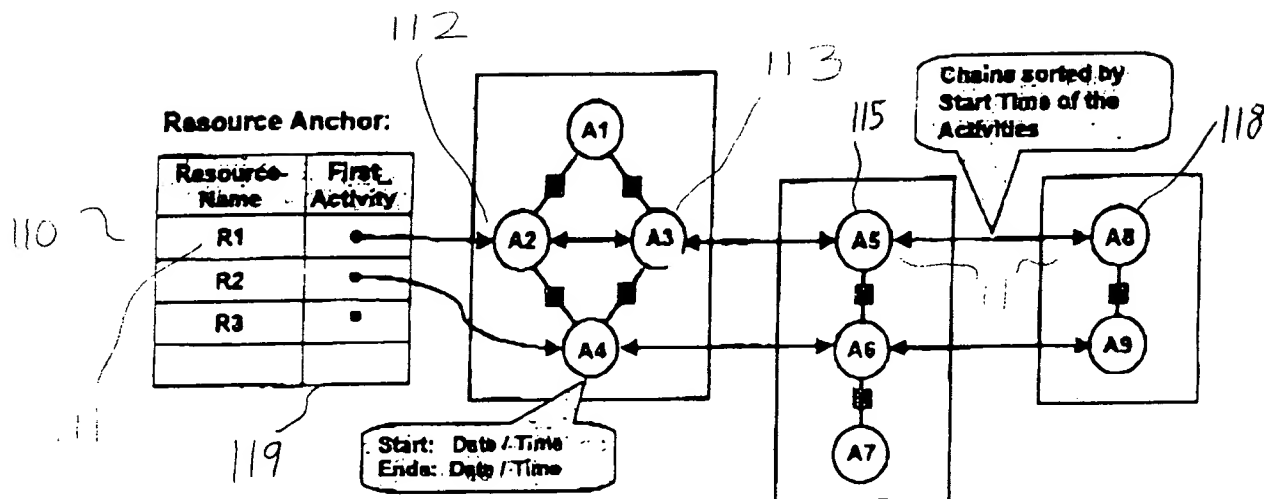 112
113
Chains sorted by
Start Time of the
Activities
115
118
Resource Anchor:
A1
Resource-
Name
First
Activity
110
R1
A2
A3
A5
A8
R2
R3
A4
A6
A9
119
Start: Date / Time
Ends: Date / Time
A7